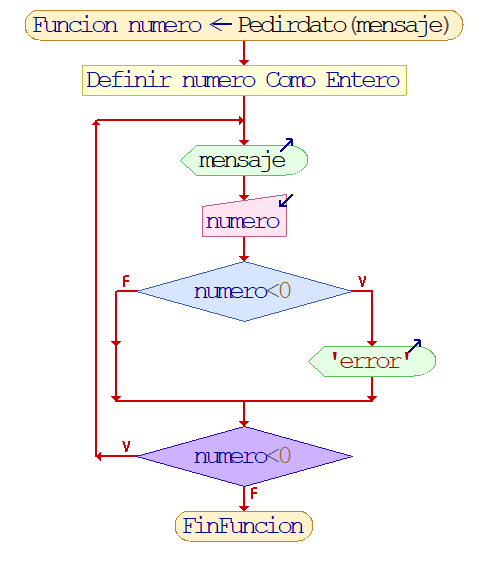 Funcion numero ← Pedirdato(mensaje)
Definir numero Como Entero
mensaje
numero
F
V
numero<0
'error'
V
numero<0
F
FinFuncion